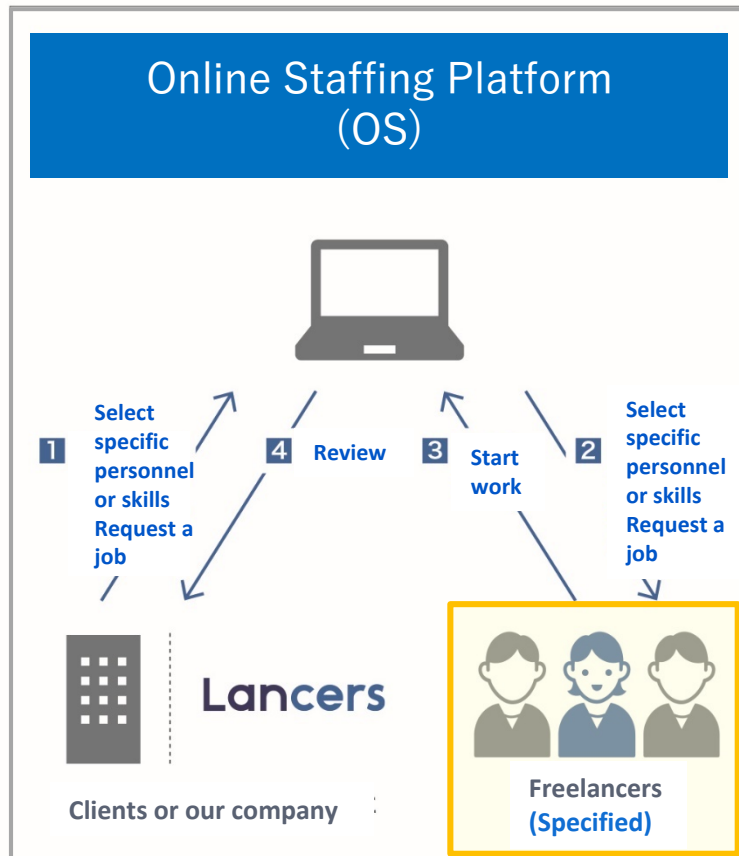 Online Staffing Platform
(OS)
1
Select
specific
personnel
or skills
Request a
job
4
Review
3
Start
work
2
Select
specific
personnel
or skills
Request a
job
Lancers
Clients or our company
Freelancers
(Specified)